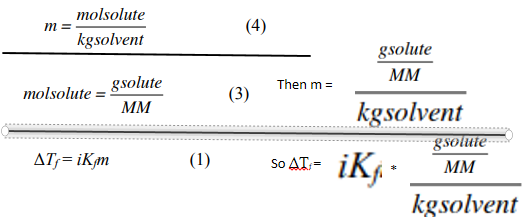 m = molsolute / kgsolvent (4)
molsolute = gsolute / MM (3) Then m = gsolute / MM / kgsolvent
ΔTf = iKfm (1) So ΔTf = iKf * gsolute / MM / kgsolvent